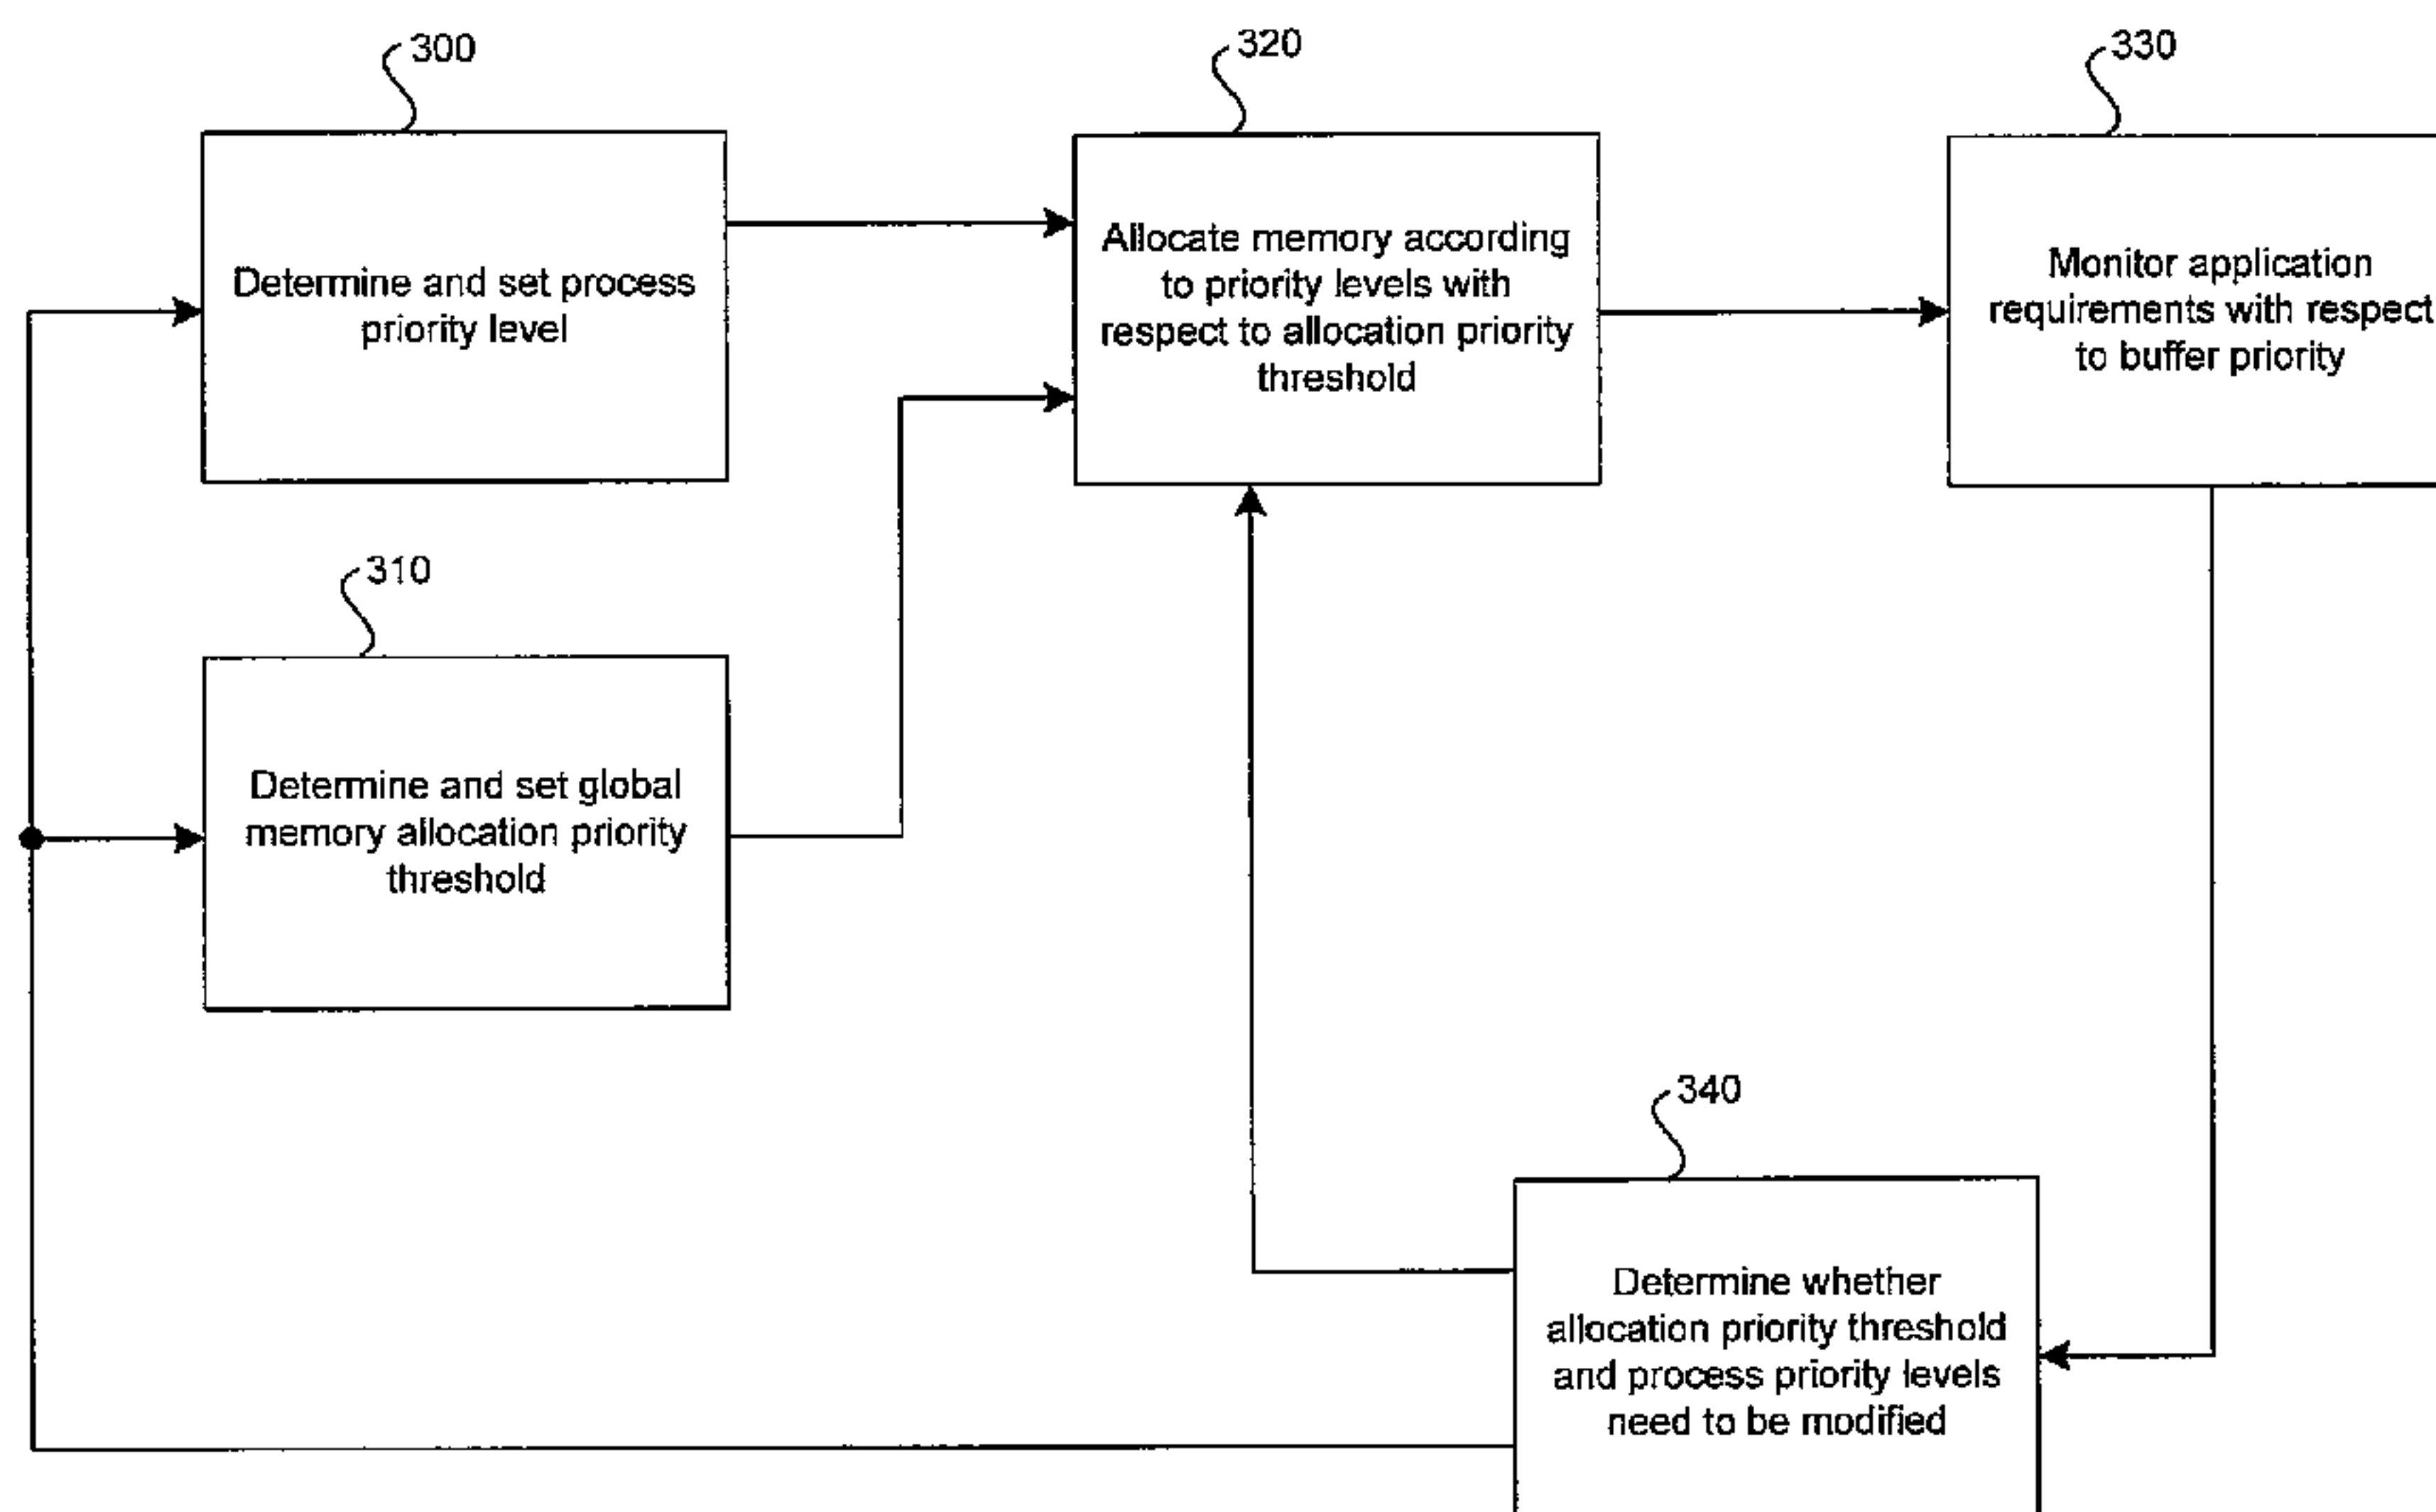 300
Determine and set process
priority level
320
Allocate memory according
to priority levels with
respect to allocation priority
threshold
330
Monitor application
requirements with respect
to buffer priority
310
Determine and set global
memory allocation priority
threshold
340
Determine whether
allocation priority threshold
and process priority levels
need to be modified